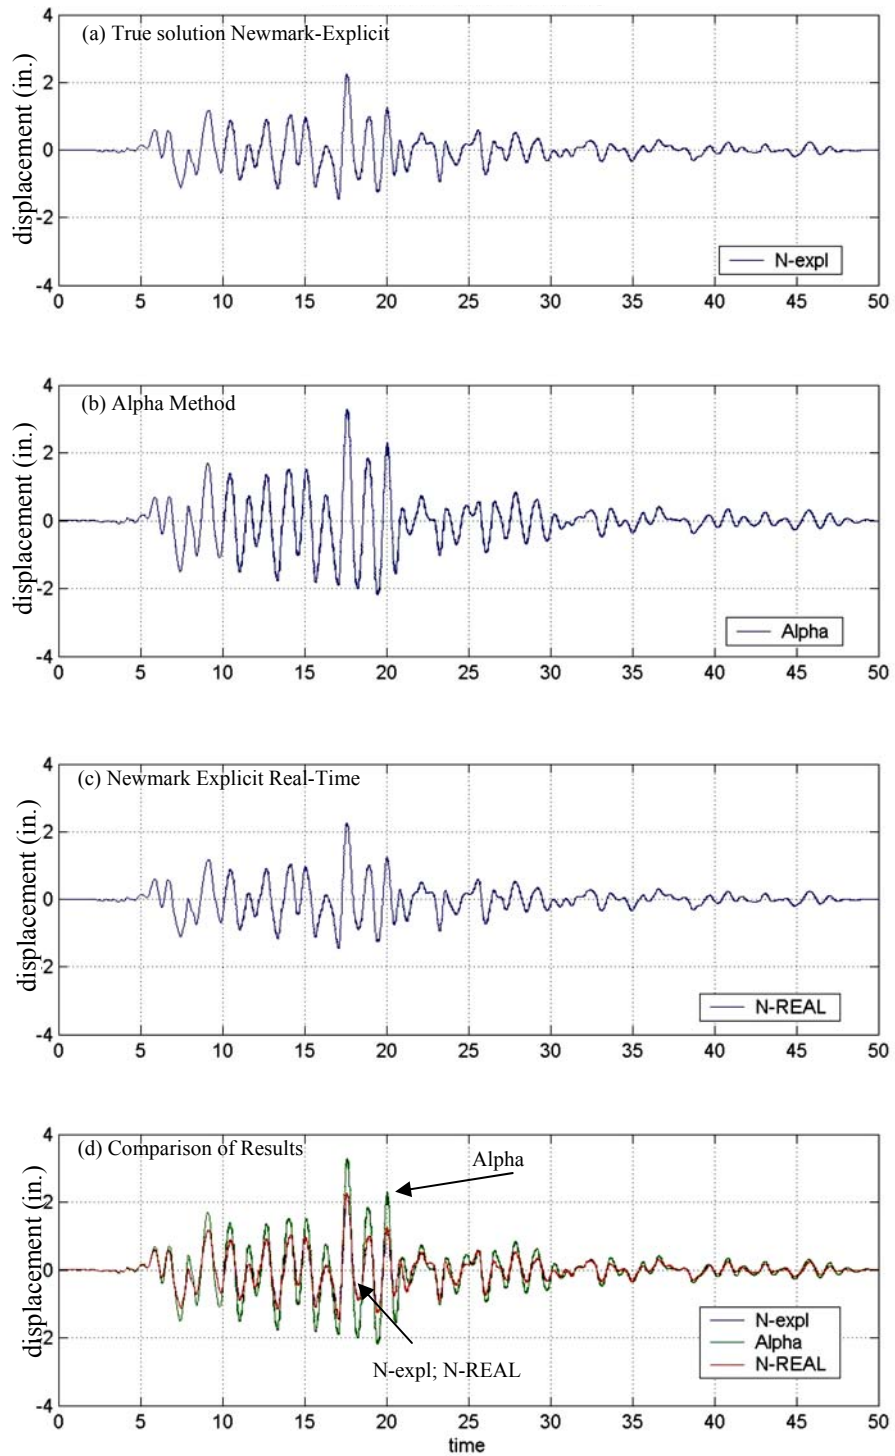 (a) True solution Newmark-Explicit
displacement (in.)
4
2
0
-2
-4
N-expl
0 5 10 15 20 25 30 35 40 45 50
(b) Alpha Method
displacement (in.)
4
2
0
-2
-4
Alpha
0 5 10 15 20 25 30 35 40 45 50
(c) Newmark Explicit Real-Time
displacement (in.)
4
2
0
-2
-4
N-REAL
0 5 10 15 20 25 30 35 40 45 50
(d) Comparison of Results
displacement (in.)
4
2
0
-2
-4
Alpha
N-expl; N-REAL
N-expl
Alpha
N-REAL
0 5 10 15 20 25 30 35 40 45 50
time